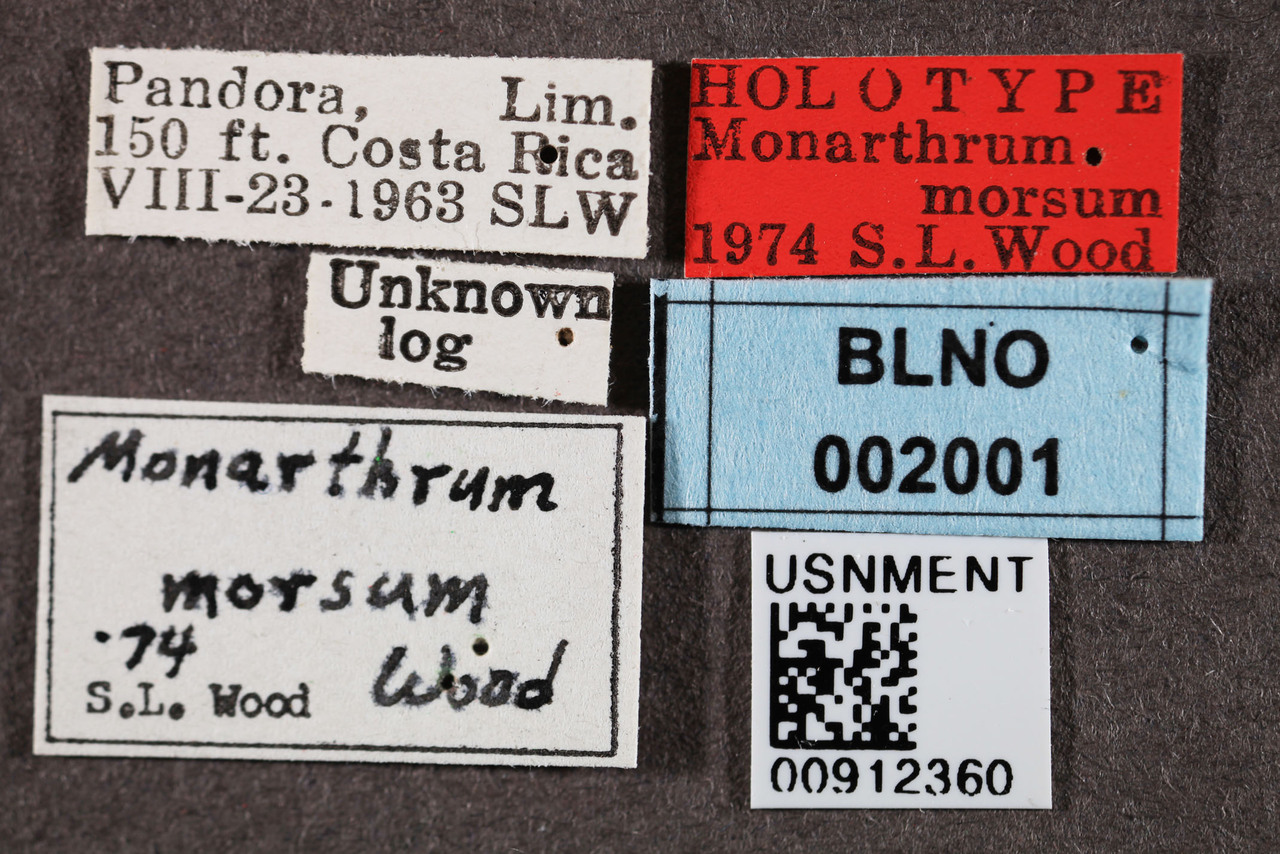 Pandora, Lim.
150 ft. Costa Rica
VIII-23-1963 SLW
HOLOTYPE
Monarthrum
morsum
1974 S.L. Wood
Unknown
log
BLNO
002001
Monarthrum
morsum
'74 Wood
S.L. Wood
USNMENT
00912360